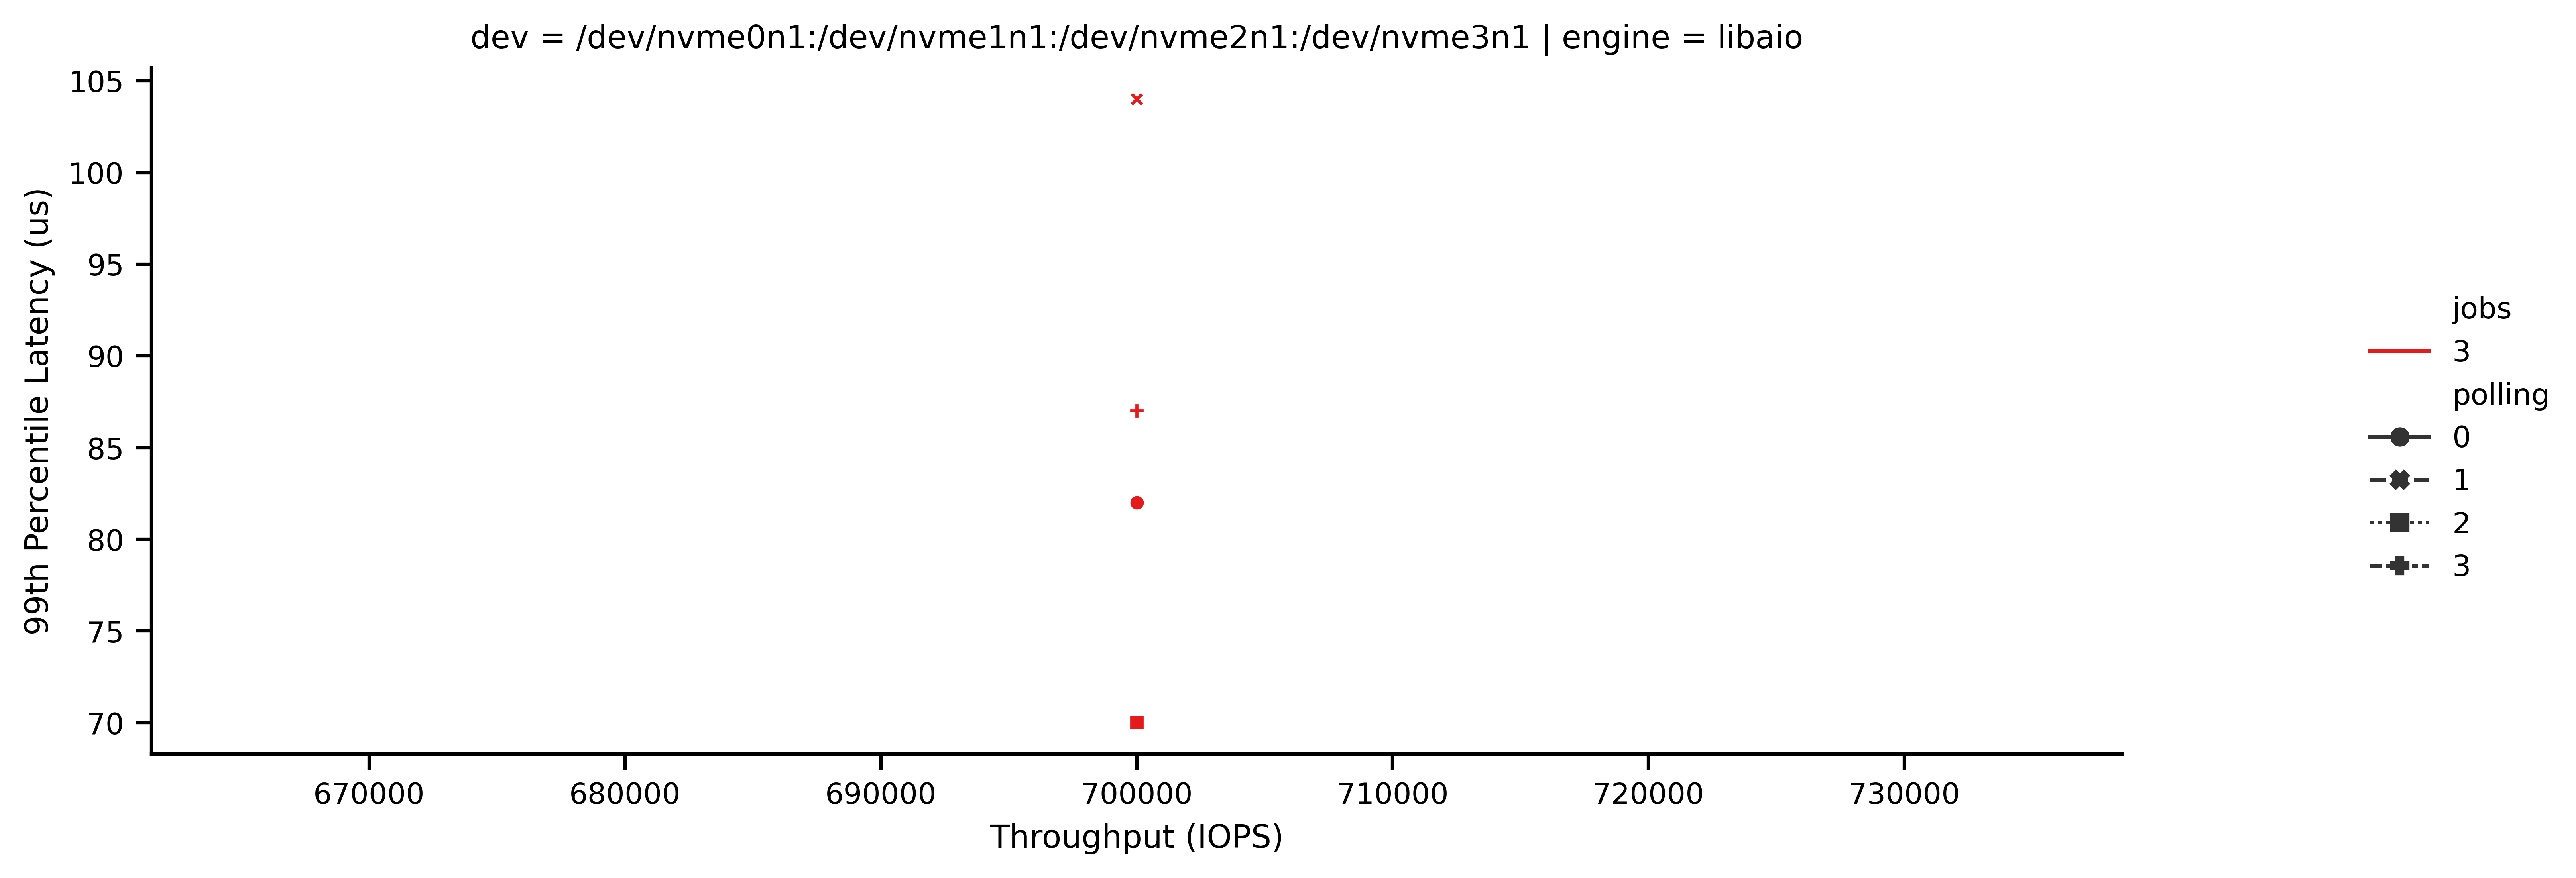 dev = /dev/nvme0n1:/dev/nvme1n1:/dev/nvme2n1:/dev/nvme3n1 | engine = libaio
105
100
95
90
85
80
75
70
99th Percentile Latency (us)
670000 680000 690000 700000 710000 720000 730000
Throughput (IOPS)
jobs
3
polling
0
1
2
3